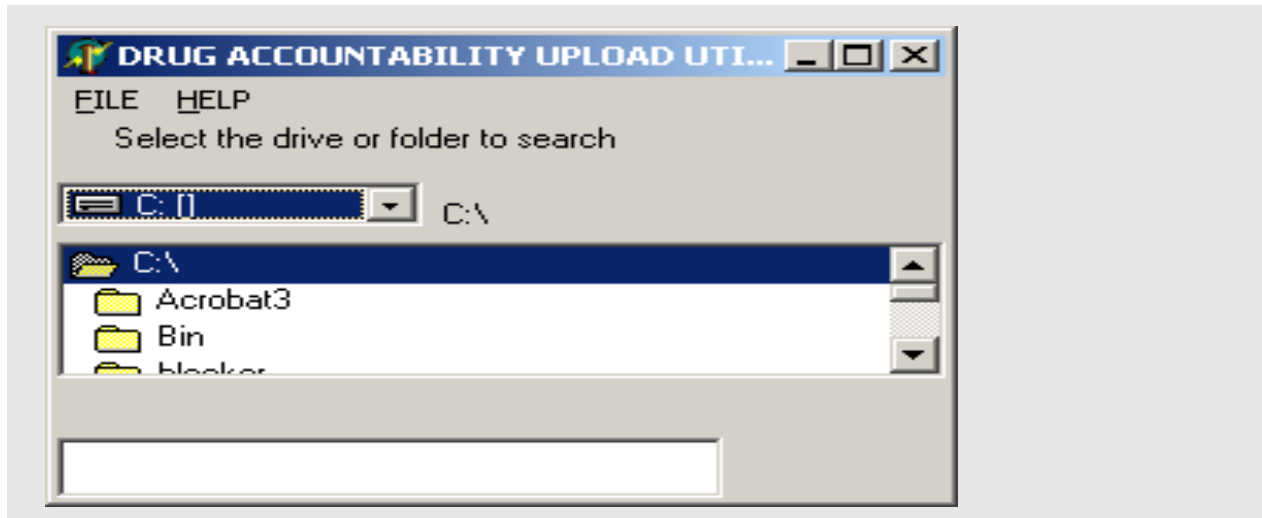 DRUG ACCOUNTABILITY UPLOAD UTI...
FILE HELP
Select the drive or folder to search
C: []
C:\
C:\
Acrobat3
Bin